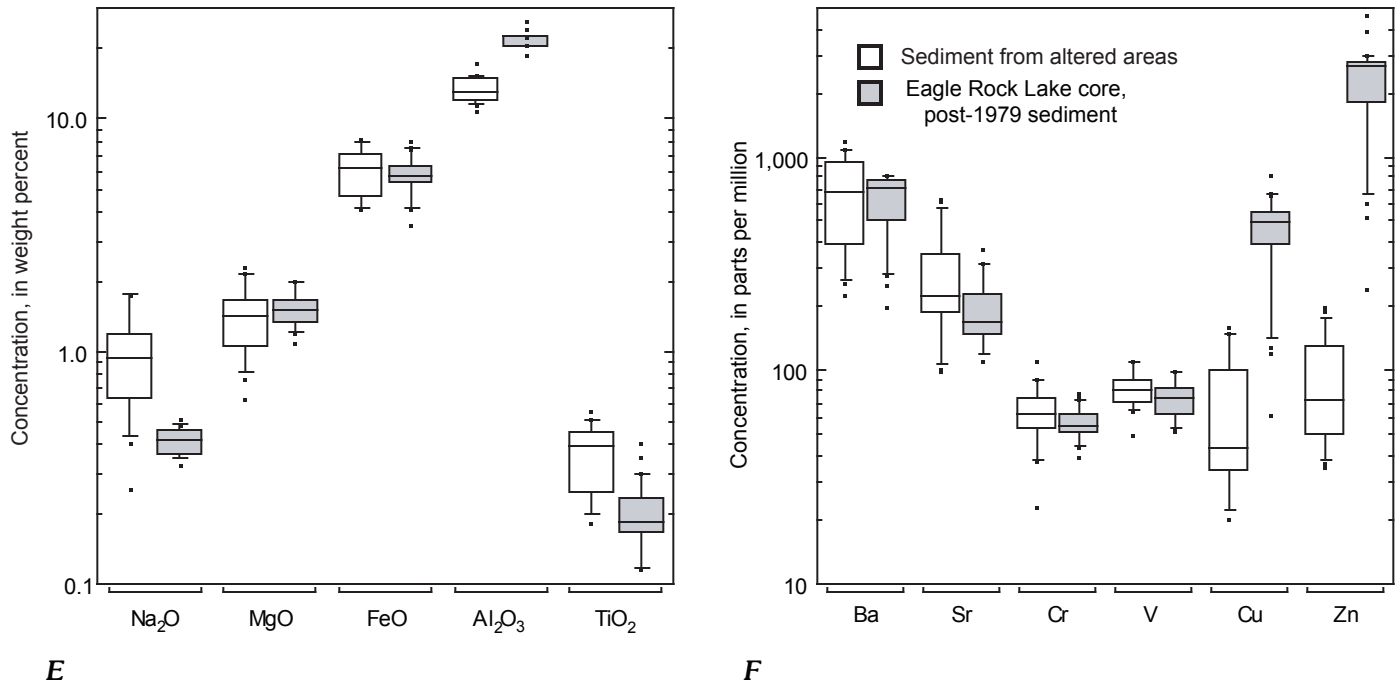 Concentration, in weight percent
10.0
1.0
0.1
Na₂O MgO FeO Al₂O₃ TiO₂
E
Concentration, in parts per million
1,000
100
10
Sediment from altered areas
Eagle Rock Lake core,
post-1979 sediment
Ba Sr Cr V Cu Zn
F